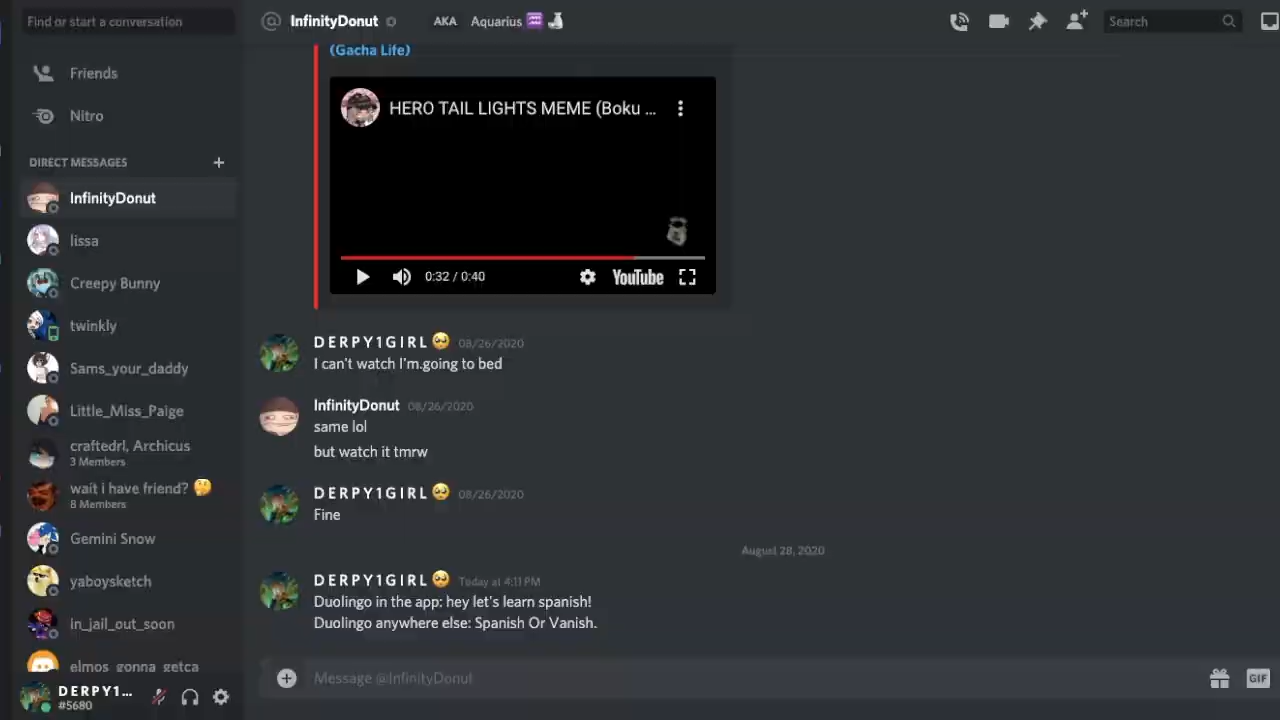 Find or start a conversation
InfinityDonut
AKA Aquarius ♒
Search
Friends
Nitro
DIRECT MESSAGES
InfinityDonut
lissa
Creepy Bunny
twinkly
Sams_your_daddy
Little_Miss_Paige
craftedrl, Archicus
3 Members
wait i have friend? 🤔
8 Members
Gemini Snow
yaboysketch
in_jail_out_soon
elmos_gonna_getca
DERPY1...
#5680
(Gacha Life)
HERO TAIL LIGHTS MEME (Boku ...
0:32 / 0:40
YouTube
DERPY1GIRL 🥺 08/26/2020
I can't watch I'm.going to bed
InfinityDonut 08/26/2020
same lol
but watch it tmrw
DERPY1GIRL 🥺 08/26/2020
Fine
August 28, 2020
DERPY1GIRL 🥺 Today at 4:11 PM
Duolingo in the app: hey let's learn spanish!
Duolingo anywhere else: Spanish Or Vanish.
Message @InfinityDonut
GIF